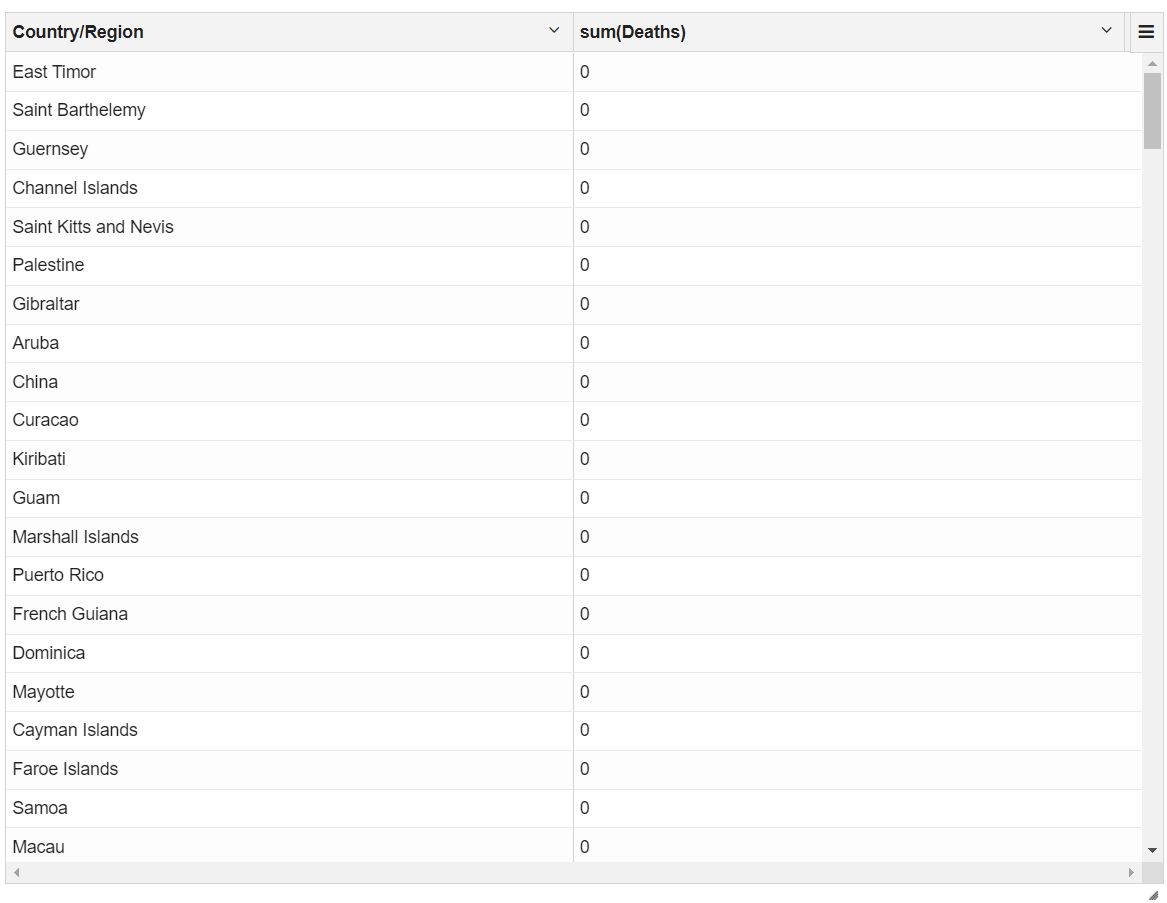 Country/Region sum(Deaths)
East Timor 0
Saint Barthelemy 0
Guernsey 0
Channel Islands 0
Saint Kitts and Nevis 0
Palestine 0
Gibraltar 0
Aruba 0
China 0
Curacao 0
Kiribati 0
Guam 0
Marshall Islands 0
Puerto Rico 0
French Guiana 0
Dominica 0
Mayotte 0
Cayman Islands 0
Faroe Islands 0
Samoa 0
Macau 0